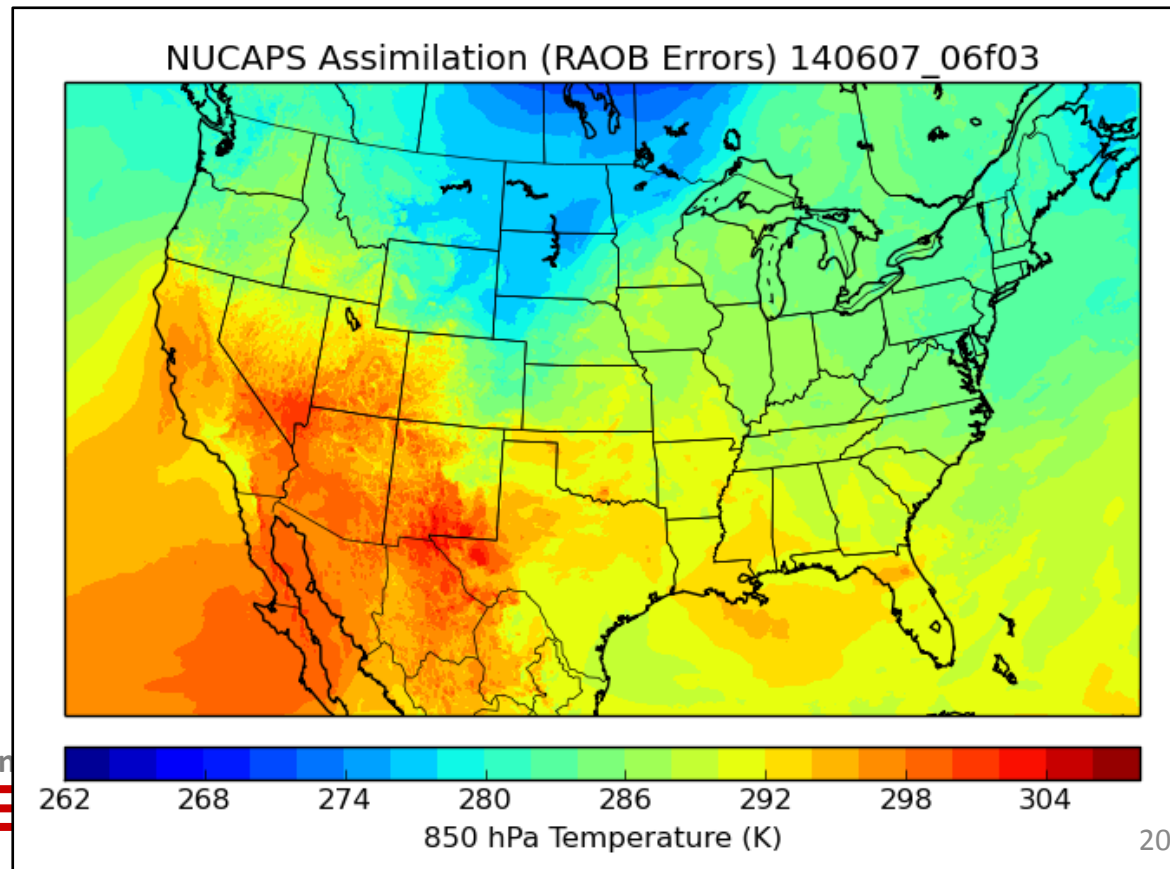 NUCAPS Assimilation (RAOB Errors) 140607_06f03
262 268 274 280 286 292 298 304
850 hPa Temperature (K)
20